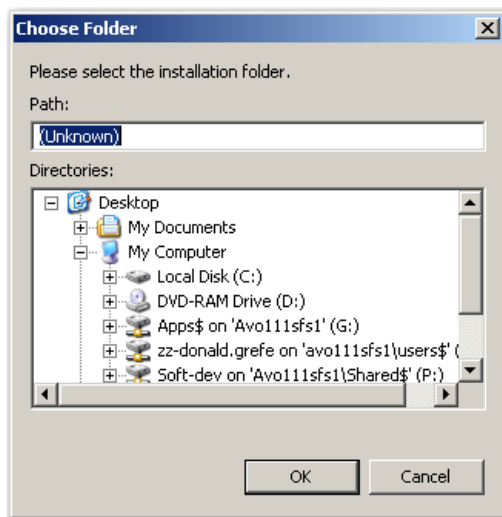 Choose Folder
Please select the installation folder.
Path:
(Unknown)
Directories:
Desktop
My Documents
My Computer
Local Disk (C:)
DVD-RAM Drive (D:)
Apps$ on 'Avo111sfs1' (G:)
zz-donald.grefe on 'avo111sfs1\users$' (
Soft-dev on 'Avo111sfs1\Shared$' (P:)
OK
Cancel